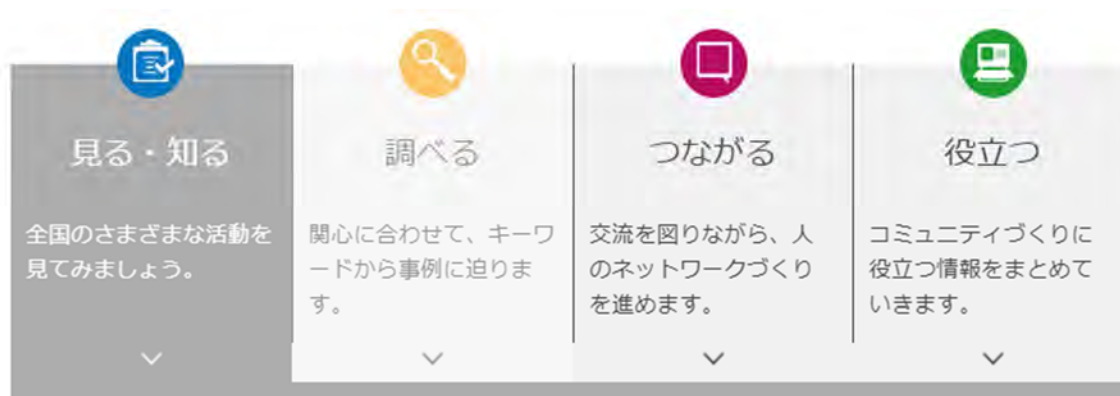 見る・知る
全国のさまざまな活動を
見てみましょう。
調べる
関心に合わせて、キーワ
ードから事例に迫りま
す。
つながる
交流を図りながら、人
のネットワークづくり
を進めます。
役立つ
コミュニティづくりに
役立つ情報をまとめて
いきます。